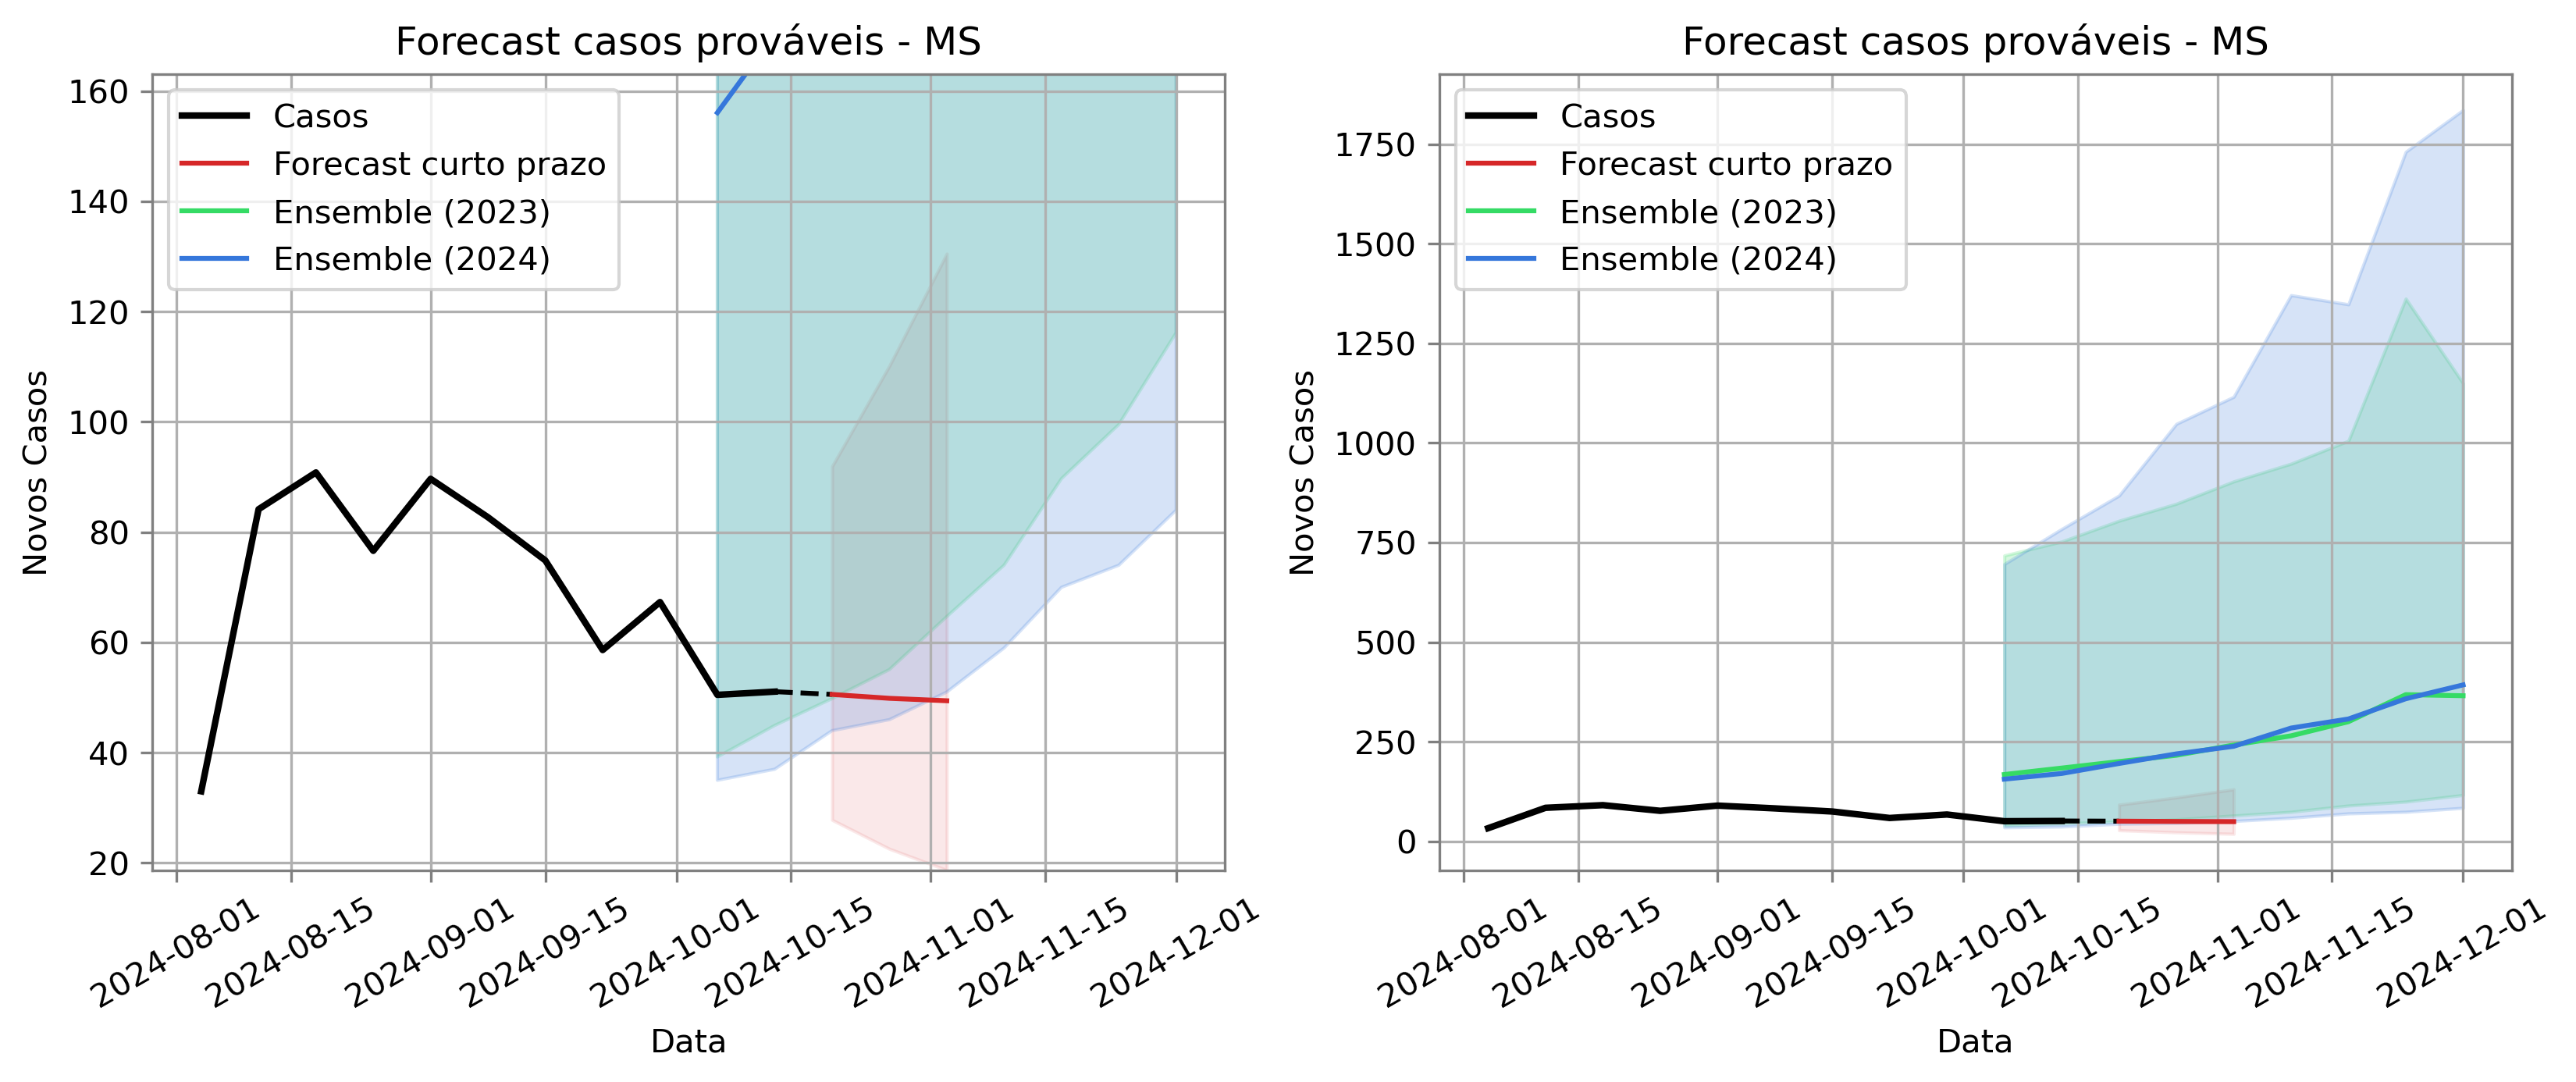 Forecast casos prováveis - MS
160
140
120
100
80
60
40
20
Novos Casos
Casos
Forecast curto prazo
Ensemble (2023)
Ensemble (2024)
2024-08-01
2024-08-15
2024-09-01
2024-09-15
2024-10-01
2024-10-15
2024-11-01
2024-11-15
2024-12-01
Data
Forecast casos prováveis - MS
1750
1500
1250
1000
750
500
250
0
Novos Casos
Casos
Forecast curto prazo
Ensemble (2023)
Ensemble (2024)
2024-08-01
2024-08-15
2024-09-01
2024-09-15
2024-10-01
2024-10-15
2024-11-01
2024-11-15
2024-12-01
Data